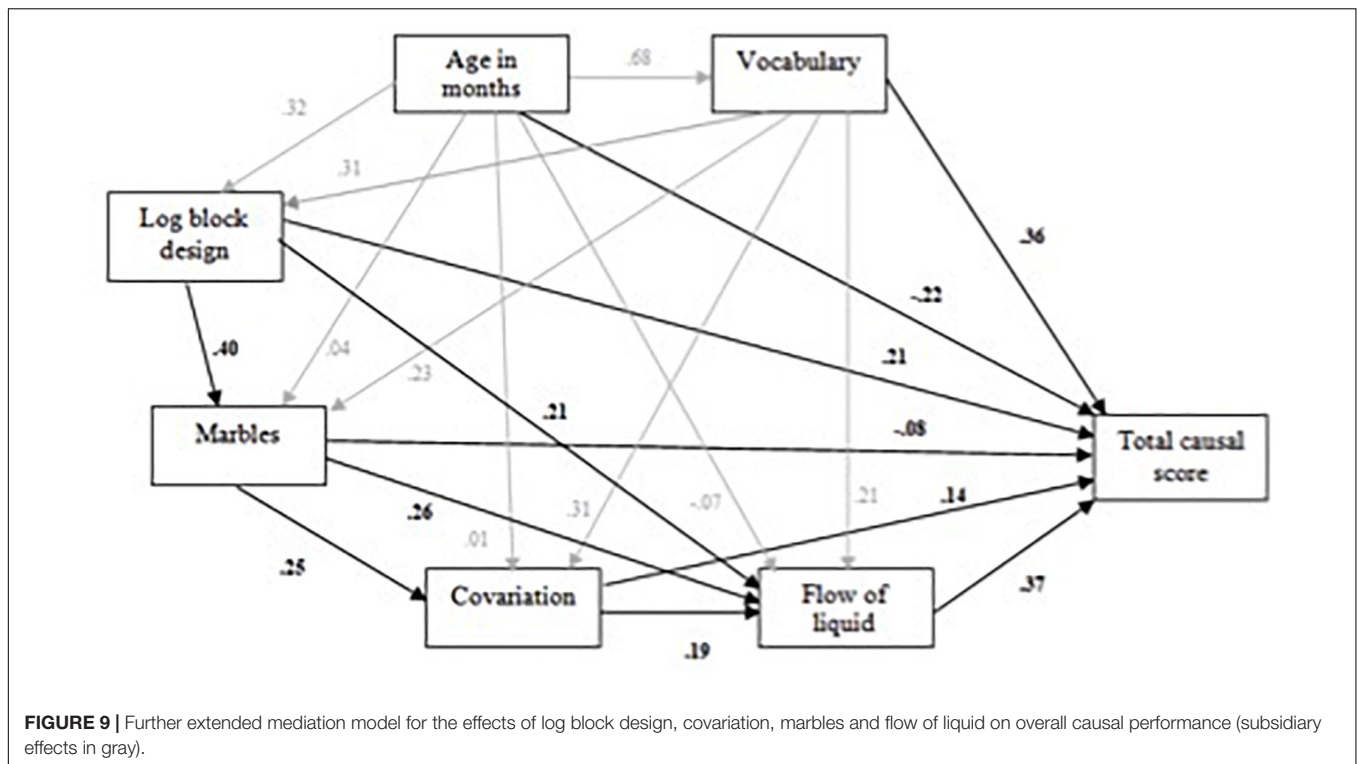 Age in
months
.68
Vocabulary
.32
.31
Log block
design
.36
-.22
.40
.04
.23
.21
.21
Marbles
-.08
.26
.31
-.07
.21
.14
.01
.25
Covariation
Flow of
liquid
.19
.37
Total causal
score
FIGURE 9 | Further extended mediation model for the effects of log block design, covariation, marbles and flow of liquid on overall causal performance (subsidiary
effects in gray).